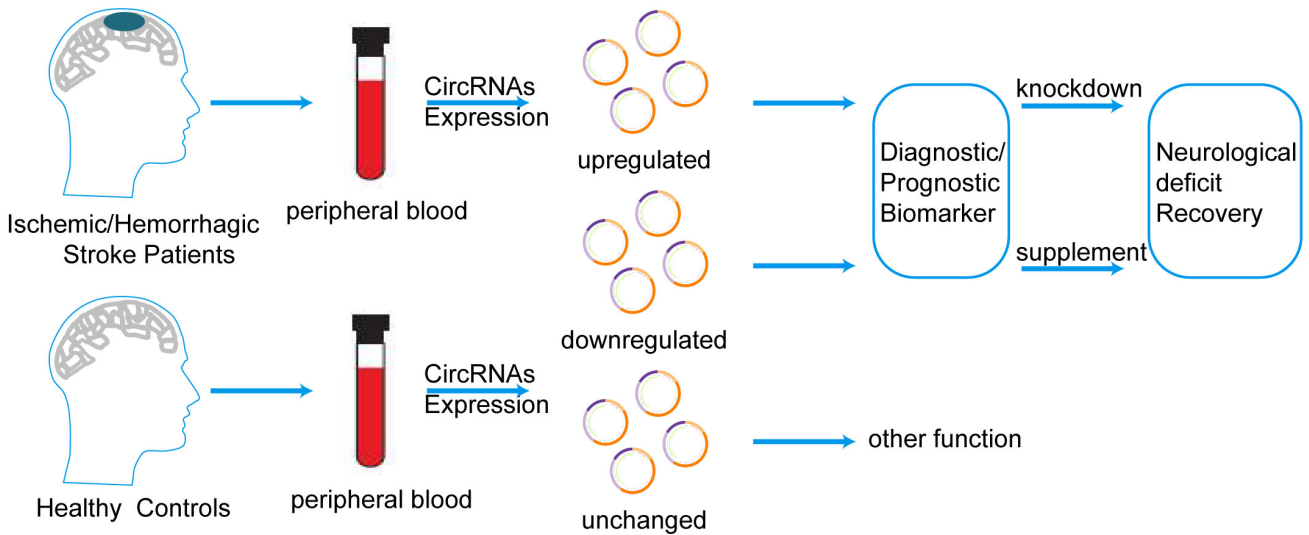 Ischemic/Hemorrhagic
Stroke Patients
peripheral blood
CircRNAs
Expression
upregulated
downregulated
Diagnostic/
Prognostic
Biomarker
knockdown
supplement
Neurological
deficit
Recovery
Healthy Controls
peripheral blood
CircRNAs
Expression
unchanged
other function